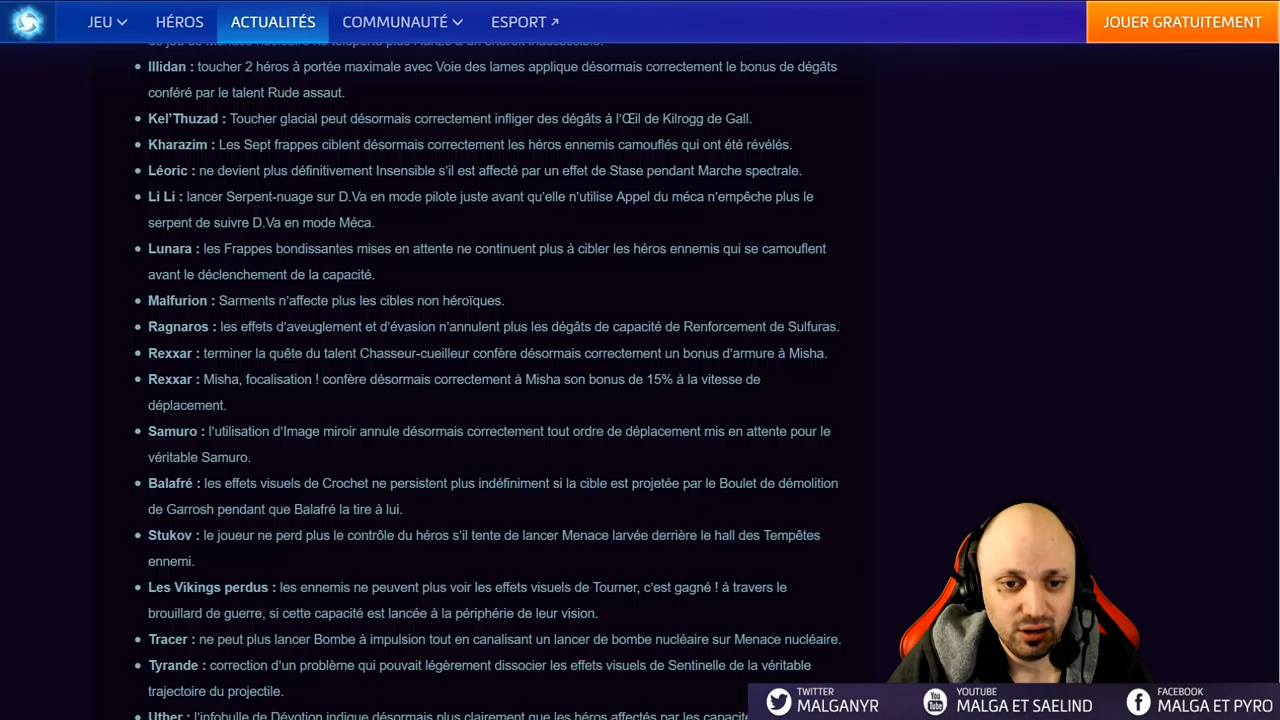 JEU
HÉROS
ACTUALITÉS
COMMUNAUTÉ
ESPORT
JOUER GRATUITEMENT
Illidan : toucher 2 héros à portée maximale avec Voie des lames applique désormais correctement le bonus de dégâts
conféré par le talent Rude assaut.
Kel’Thuzad : Toucher glacial peut désormais correctement infliger des dégâts à l’Œil de Kilrogg de Gall.
Kharazim : Les Sept frappes ciblent désormais correctement les héros ennemis camouflés qui ont été révélés.
Léoric : ne devient plus définitivement Insensible s’il est affecté par un effet de Stase pendant Marche spectrale.
Li Li : lancer Serpent-nuage sur D.Va en mode pilote juste avant qu’elle n’utilise Appel du méca n’empêche plus le
serpent de suivre D.Va en mode Méca.
Lunara : les Frappes bondissantes mises en attente ne continuent plus à cibler les héros ennemis qui se camouflent
avant le déclenchement de la capacité.
Malfurion : Sarments n’affecte plus les cibles non héroïques.
Ragnaros : les effets d’aveuglement et d’évasion n’annulent plus les dégâts de capacité de Renforcement de Sulfuras.
Rexxar : terminer la quête du talent Chasseur-cueilleur confère désormais correctement un bonus d’armure à Misha.
Rexxar : Misha, focalisation ! confère désormais correctement à Misha son bonus de 15% à la vitesse de
déplacement.
Samuro : l’utilisation d’Image miroir annule désormais correctement tout ordre de déplacement mis en attente pour le
véritable Samuro.
Balafré : les effets visuels de Crochet ne persistent plus indéfiniment si la cible est projetée par le Boulet de démolition
de Garrosh pendant que Balafré la tire à lui.
Stukov : le joueur ne perd plus le contrôle du héros s’il tente de lancer Menace larvée derrière le hall des Tempêtes
ennemi.
Les Vikings perdus : les ennemis ne peuvent plus voir les effets visuels de Tourner, c’est gagné ! à travers le
brouillard de guerre, si cette capacité est lancée à la périphérie de leur vision.
Tracer : ne peut plus lancer Bombe à impulsion tout en canalisant un lancer de bombe nucléaire sur Menace nucléaire.
Tyrande : correction d’un problème qui pouvait légèrement dissocier les effets visuels de Sentinelle de la véritable
trajectoire du projectile.
Uther : l’infobulle de Dévotion indique désormais plus clairement que les héros affectés par les
TWITTER
MALGANYR
You Tube
YOUTUBE
MALGA ET SAELIND
FACEBOOK
MALGA ET PYRO